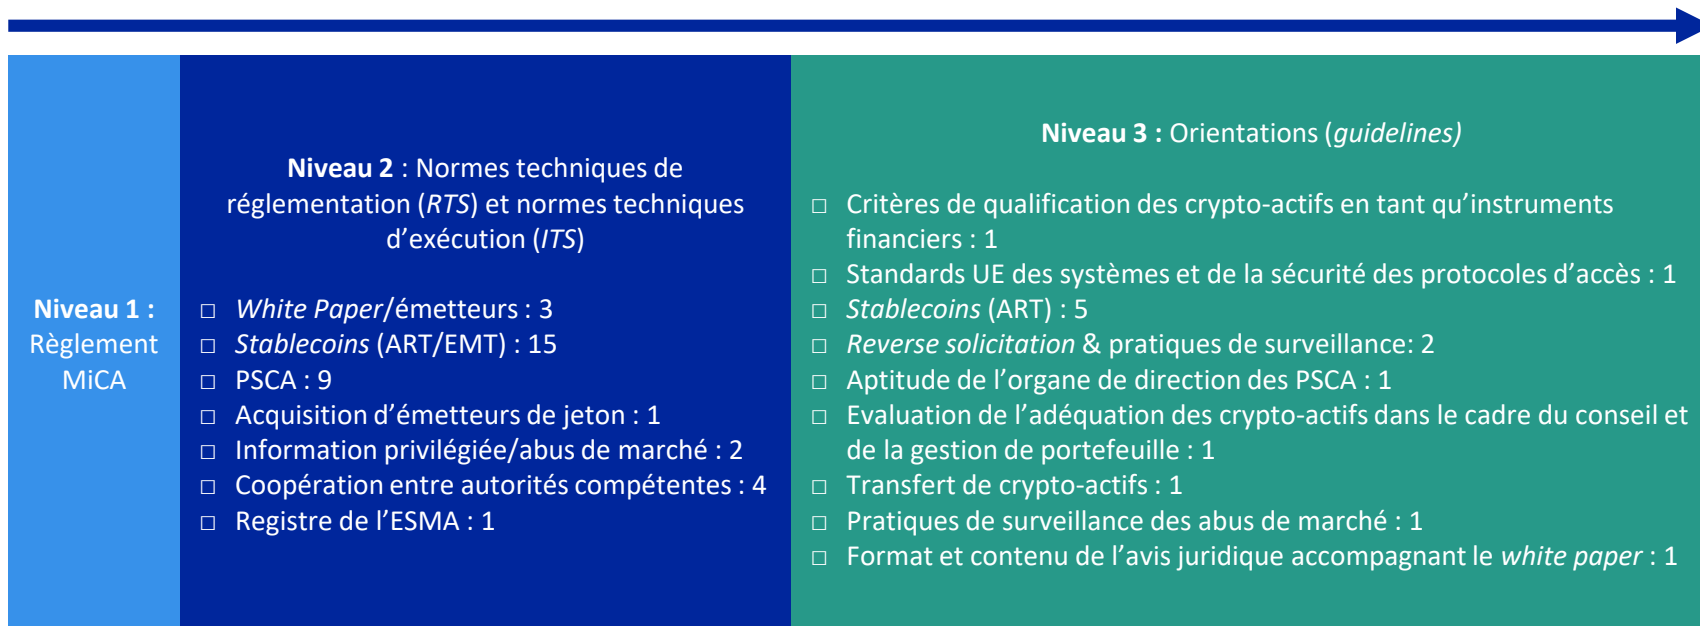 Niveau 1 :
Règlement
MiCA
Niveau 2 : Normes techniques de
réglementation (RTS) et normes techniques
d’exécution (ITS)
□ White Paper/émetteurs : 3
□ Stablecoins (ART/EMT) : 15
□ PSCA : 9
□ Acquisition d’émetteurs de jeton : 1
□ Information privilégiée/abus de marché : 2
□ Coopération entre autorités compétentes : 4
□ Registre de l’ESMA : 1
Niveau 3 : Orientations (guidelines)
□ Critères de qualification des crypto-actifs en tant qu’instruments
financiers : 1
□ Standards UE des systèmes et de la sécurité des protocoles d’accès : 1
□ Stablecoins (ART) : 5
□ Reverse solicitation & pratiques de surveillance: 2
□ Aptitude de l’organe de direction des PSCA : 1
□ Evaluation de l’adéquation des crypto-actifs dans le cadre du conseil et
de la gestion de portefeuille : 1
□ Transfert de crypto-actifs : 1
□ Pratiques de surveillance des abus de marché : 1
□ Format et contenu de l’avis juridique accompagnant le white paper : 1